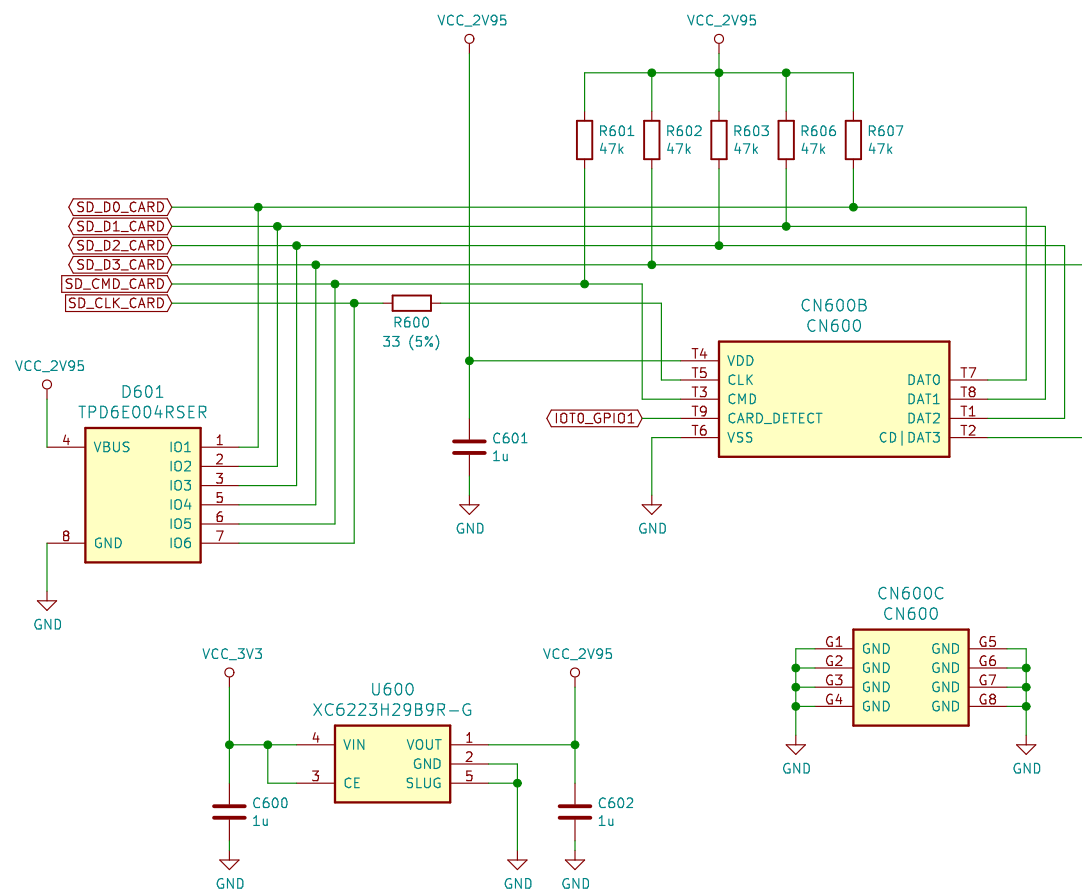 VCC_2V95
VCC_2V95
R601
47k
R602
47k
R603
47k
R606
47k
R607
47k
SD_D0_CARD
SD_D1_CARD
SD_D2_CARD
SD_D3_CARD
SD_CMD_CARD
SD_CLK_CARD
R600
33 (5%)
CN600B
CN600
T4 VDD
T5 CLK
T3 CMD
T9 CARD_DETECT
T6 VSS
DAT0 T7
DAT1 T8
DAT2 T1
CD|DAT3 T2
IOT0_GPIO1
VCC_2V95
D601
TPD6E004RSER
4 VBUS
8 GND
IO1 1
IO2 2
IO3 3
IO4 5
IO5 6
IO6 7
C601
1u
GND
GND
GND
CN600C
CN600
G1 GND GND G5
G2 GND GND G6
G3 GND GND G7
G4 GND GND G8
GND
GND
VCC_3V3
VCC_2V95
U600
XC6223H29B9R-G
4 VIN
3 CE
VOUT 1
GND 2
SLUG 5
C600
1u
C602
1u
GND
GND
GND